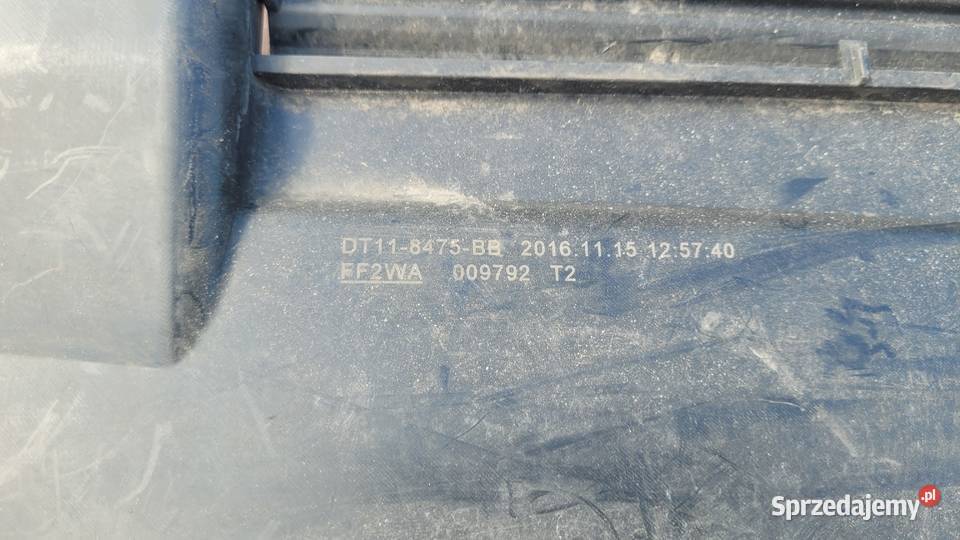 DT11-8475-BB 2016.11.15 12:57:40
FF2WA 009792 T2
Sprzedajemy.pl